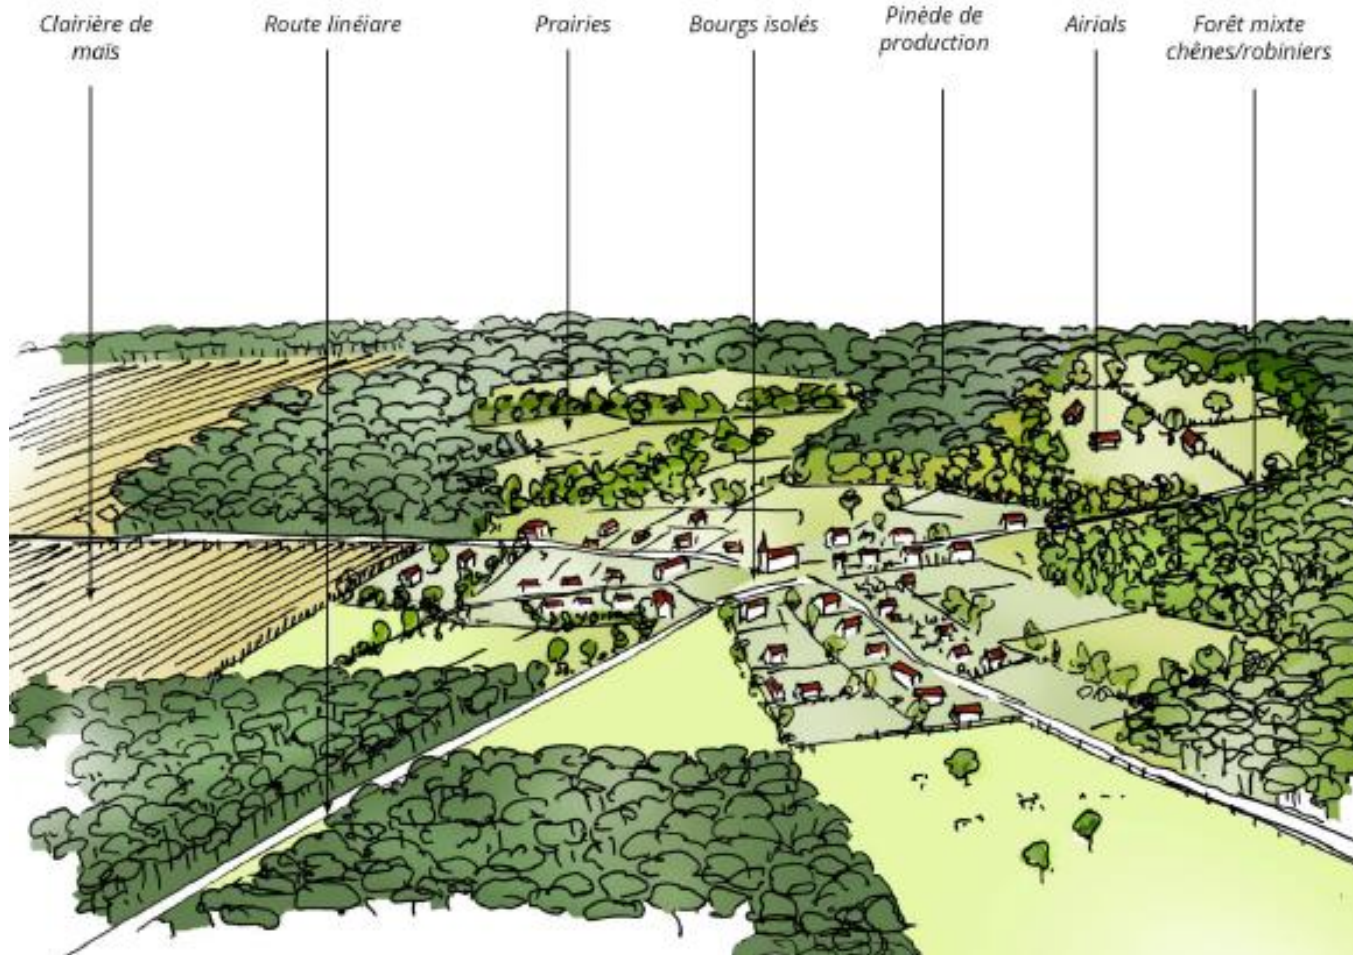 Clairière de
maïs
Route linéiare
Prairies
Bourgs isolés
Pinède de
production
Airials
Forêt mixte
chênes/robiniers